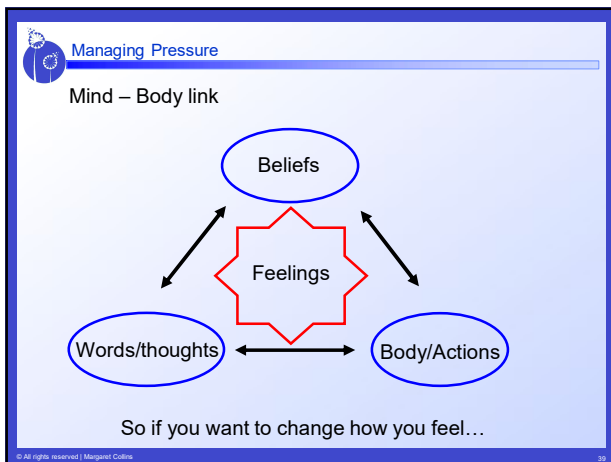 Managing Pressure
Mind – Body link
Beliefs
Feelings
Words/thoughts
Body/Actions
So if you want to change how you feel…
© All rights reserved | Margaret Collins
39